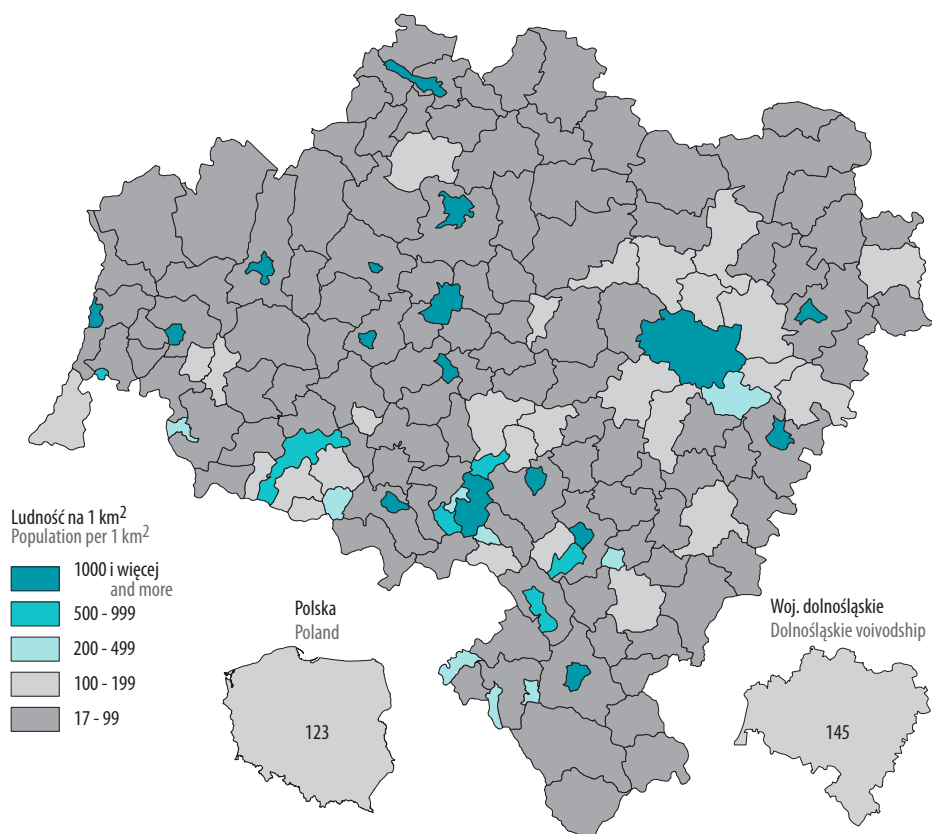 Ludność na 1 km²
Population per 1 km²
1000 i więcej
and more
500 - 999
200 - 499
100 - 199
17 - 99
Polska
Poland
123
Woj. dolnośląskie
Dolnośląskie voivodship
145